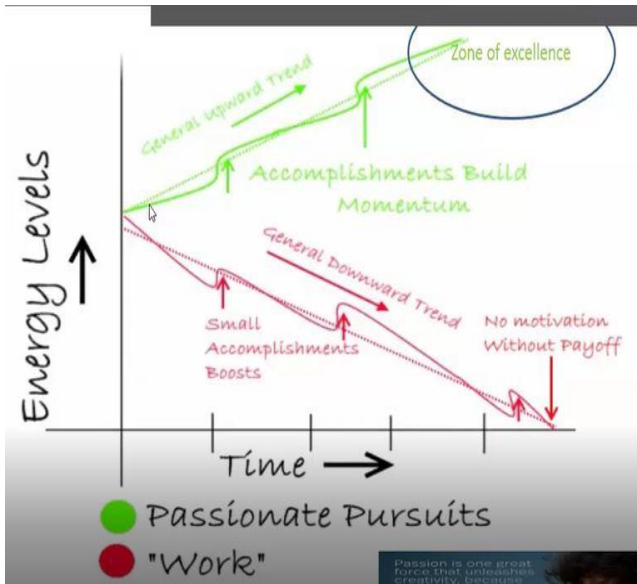 Zone of excellence
General Upward Trend
Accomplishments Build
Momentum
Energy Levels
General Downward Trend
Small
Accomplishments
Boosts
No motivation
Without Payoff
Time
Passionate Pursuits
"Work"
Passion is one great
force that unleashes
creativity, because